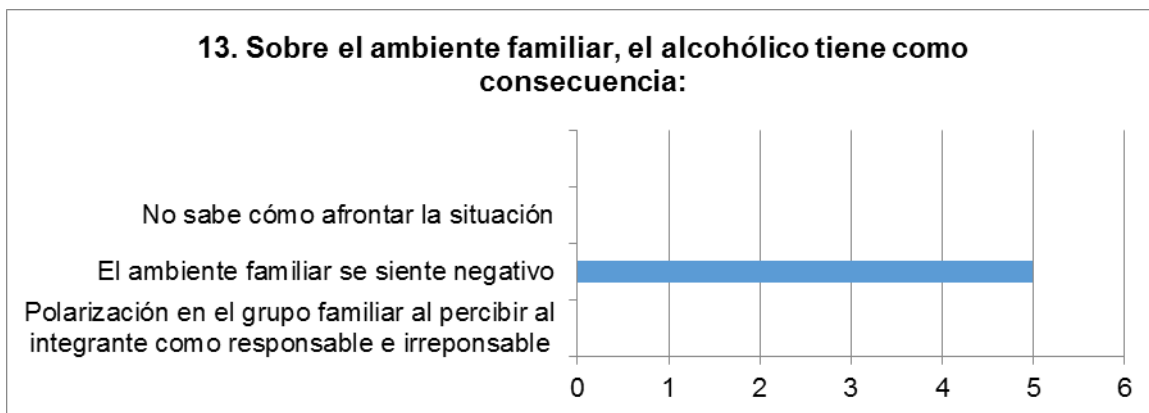 13. Sobre el ambiente familiar, el alcohólico tiene como
consecuencia:
No sabe cómo afrontar la situación
El ambiente familiar se siente negativo
Polarización en el grupo familiar al percibir al
integrante como responsable e irreponsable
0 1 2 3 4 5 6